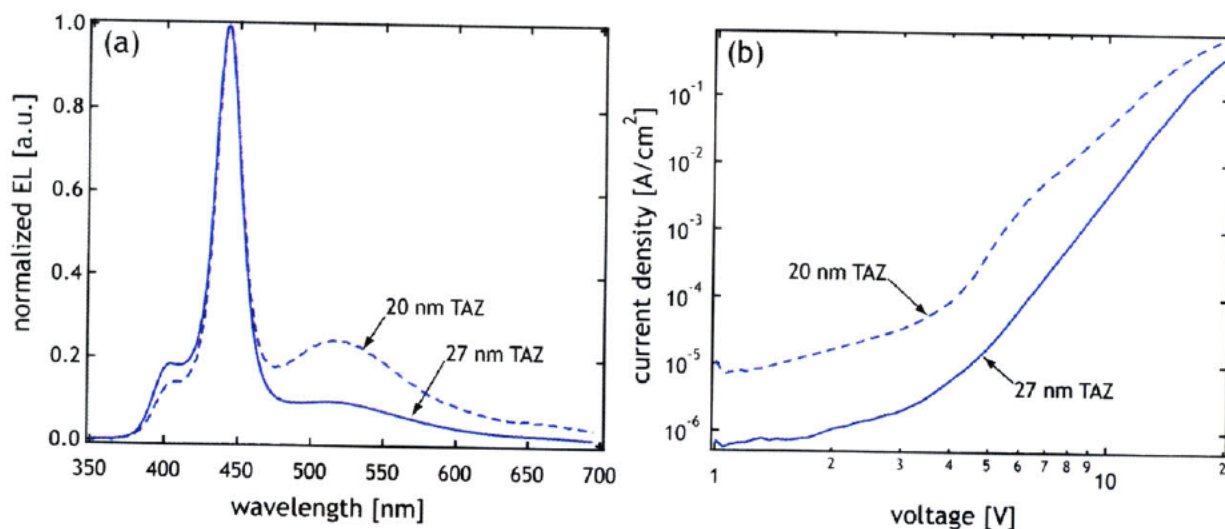 (a)
normalized EL [a.u.]
1.0
0.8
0.6
0.4
0.2
0.0
20 nm TAZ
27 nm TAZ
350 400 450 500 550 600 650 700
wavelength [nm]
(b)
current density [A/cm²]
10⁻¹
10⁻²
10⁻³
10⁻⁴
10⁻⁵
10⁻⁶
20 nm TAZ
27 nm TAZ
1 2 3 4 5 6 7 8 9 10 2
voltage [V]